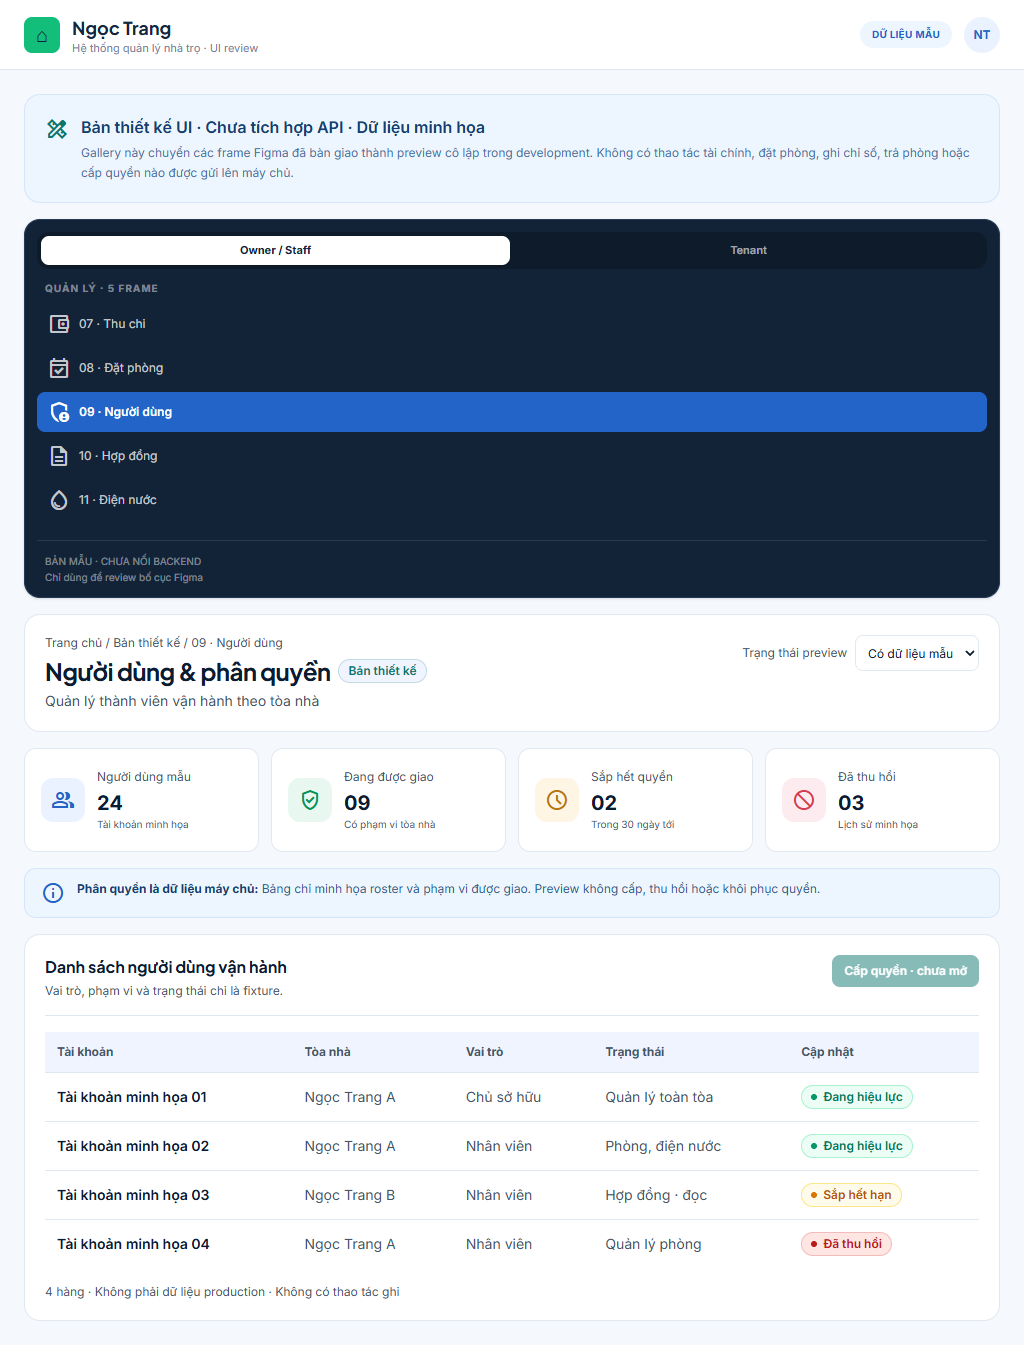 Ngọc Trang
Hệ thống quản lý nhà trọ · UI review
DỮ LIỆU MẪU
NT
Bản thiết kế UI · Chưa tích hợp API · Dữ liệu minh họa
Gallery này chuyển các frame Figma đã bàn giao thành preview cô lập trong development. Không có thao tác tài chính, đặt phòng, ghi chỉ số, trả phòng hoặc
cấp quyền nào được gửi lên máy chủ.
Owner / Staff
Tenant
QUẢN LÝ · 5 FRAME
07 · Thu chi
08 · Đặt phòng
09 · Người dùng
10 · Hợp đồng
11 · Điện nước
BẢN MẪU · CHƯA NỐI BACKEND
Chỉ dùng để review bố cục Figma
Trang chủ / Bản thiết kế / 09 · Người dùng
Người dùng & phân quyền
Bản thiết kế
Quản lý thành viên vận hành theo tòa nhà
Trạng thái preview
Có dữ liệu mẫu
Người dùng mẫu
24
Tài khoản minh họa
Đang được giao
09
Có phạm vi tòa nhà
Sắp hết quyền
02
Trong 30 ngày tới
Đã thu hồi
03
Lịch sử minh họa
Phân quyền là dữ liệu máy chủ: Bảng chỉ minh họa roster và phạm vi được giao. Preview không cấp, thu hồi hoặc khôi phục quyền.
Danh sách người dùng vận hành
Vai trò, phạm vi và trạng thái chỉ là fixture.
Cấp quyền · chưa mở
Tài khoản Tòa nhà Vai trò Trạng thái Cập nhật
Tài khoản minh họa 01 Ngọc Trang A Chủ sở hữu Quản lý toàn tòa Đang hiệu lực
Tài khoản minh họa 02 Ngọc Trang A Nhân viên Phòng, điện nước Đang hiệu lực
Tài khoản minh họa 03 Ngọc Trang B Nhân viên Hợp đồng · đọc Sắp hết hạn
Tài khoản minh họa 04 Ngọc Trang A Nhân viên Quản lý phòng Đã thu hồi
4 hàng · Không phải dữ liệu production · Không có thao tác ghi